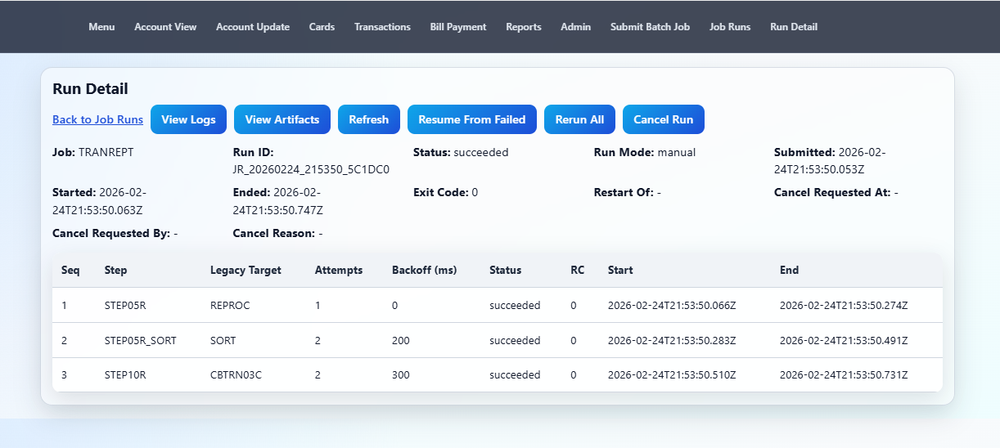 Menu Account View Account Update Cards Transactions Bill Payment Reports Admin Submit Batch Job Job Runs Run Detail
Run Detail
Back to Job Runs View Logs View Artifacts Refresh Resume From Failed Rerun All Cancel Run
Job: TRANREPT Run ID: Status: succeeded Run Mode: manual Submitted: 2026-02-
JR_20260224_215350_5C1DC0 24T21:53:50.053Z
Started: 2026-02- Ended: 2026-02- Exit Code: 0 Restart Of: - Cancel Requested At: -
24T21:53:50.063Z 24T21:53:50.747Z
Cancel Requested By: - Cancel Reason: -
Seq Step Legacy Target Attempts Backoff (ms) Status RC Start End
1 STEP05R REPROC 1 0 succeeded 0 2026-02-24T21:53:50.066Z 2026-02-24T21:53:50.274Z
2 STEP05R_SORT SORT 2 200 succeeded 0 2026-02-24T21:53:50.283Z 2026-02-24T21:53:50.491Z
3 STEP10R CBTRN03C 2 300 succeeded 0 2026-02-24T21:53:50.510Z 2026-02-24T21:53:50.731Z